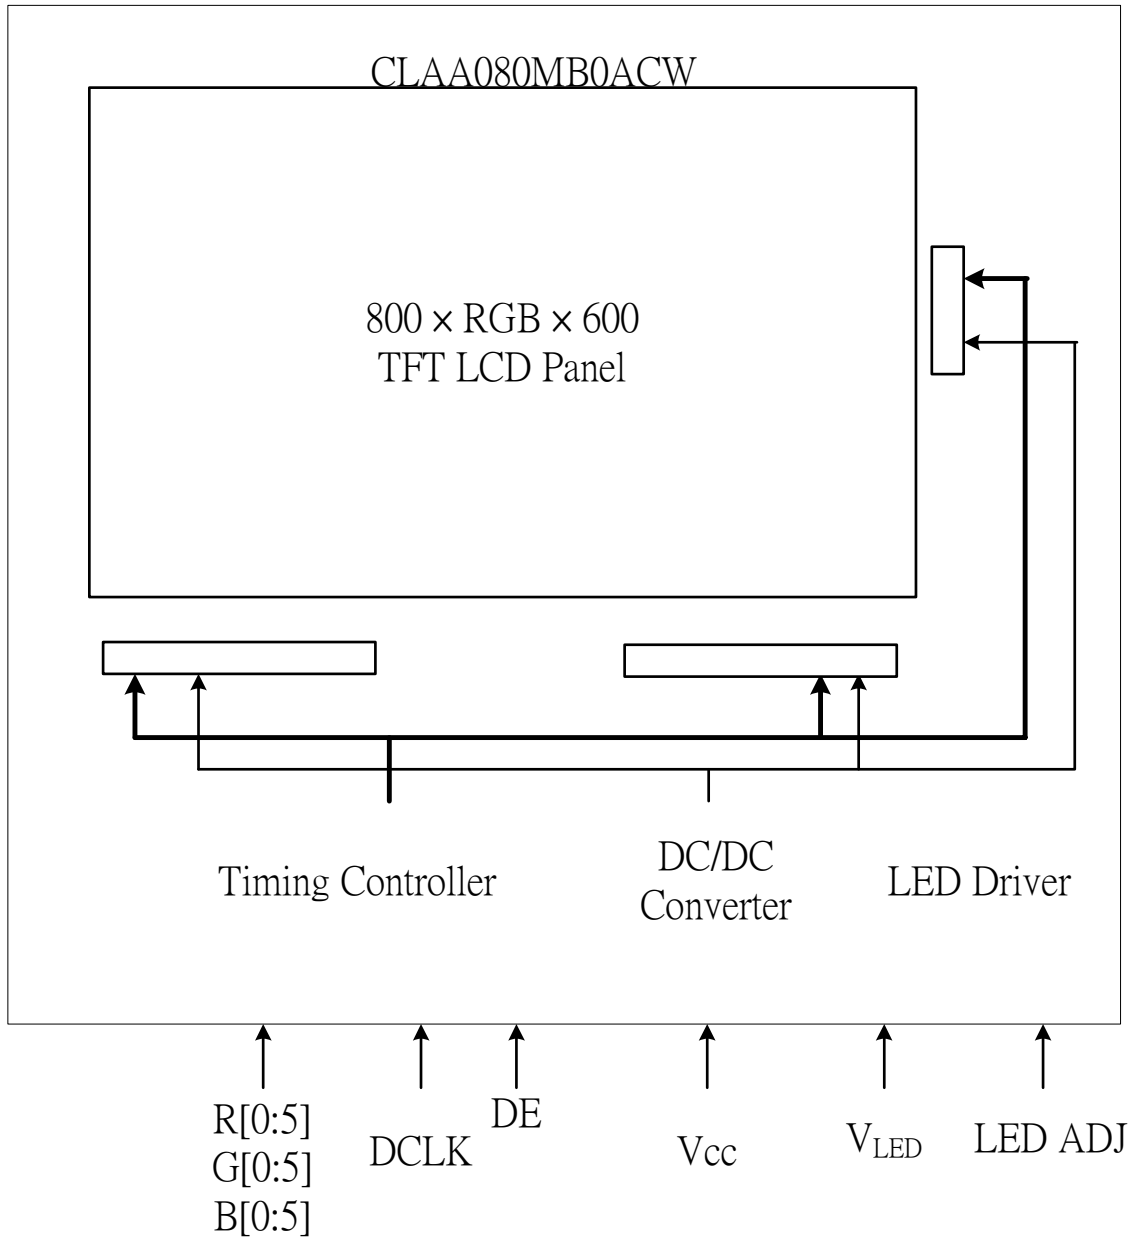 CLAA080MB0ACW
800 × RGB × 600
TFT LCD Panel
Timing Controller
DC/DC
Converter
LED Driver
R[0:5]
G[0:5]
B[0:5]
DCLK
DE
Vcc
VLED
LED ADJ